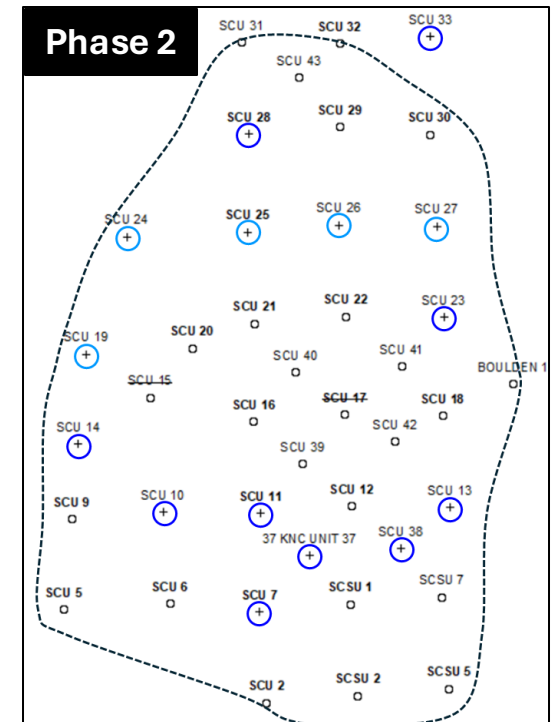 Phase 2
SCU 31
SCU 32
SCU 33
SCU 43
SCU 28
SCU 29
SCU 30
SCU 24
SCU 25
SCU 26
SCU 27
SCU 21
SCU 22
SCU 23
SCU 19
SCU 20
SCU 40
SCU 41
BOULDEN 1
SCU 15
SCU 16
SCU 17
SCU 18
SCU 14
SCU 42
SCU 39
SCU 9
SCU 10
SCU 11
SCU 12
SCU 13
37 KNC UNIT 37
SCU 38
SCU 5
SCU 6
SCU 7
SCSU 1
SCSU 7
SCU 2
SCSU 2
SCSU 5